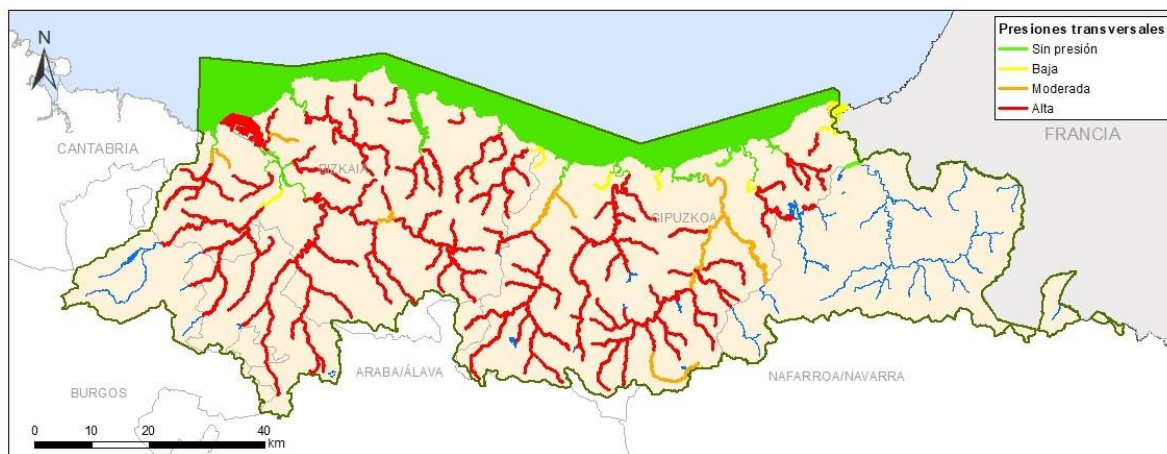 Presiones transversales
Sin presión
Baja
Moderada
Alta
N
FRANCIA
CANTABRIA
BIZKAIA
GIPUZKOA
ARABA/ÁLAVA
NAFARROA/NAVARRA
BURGOS
0 10 20 40
km